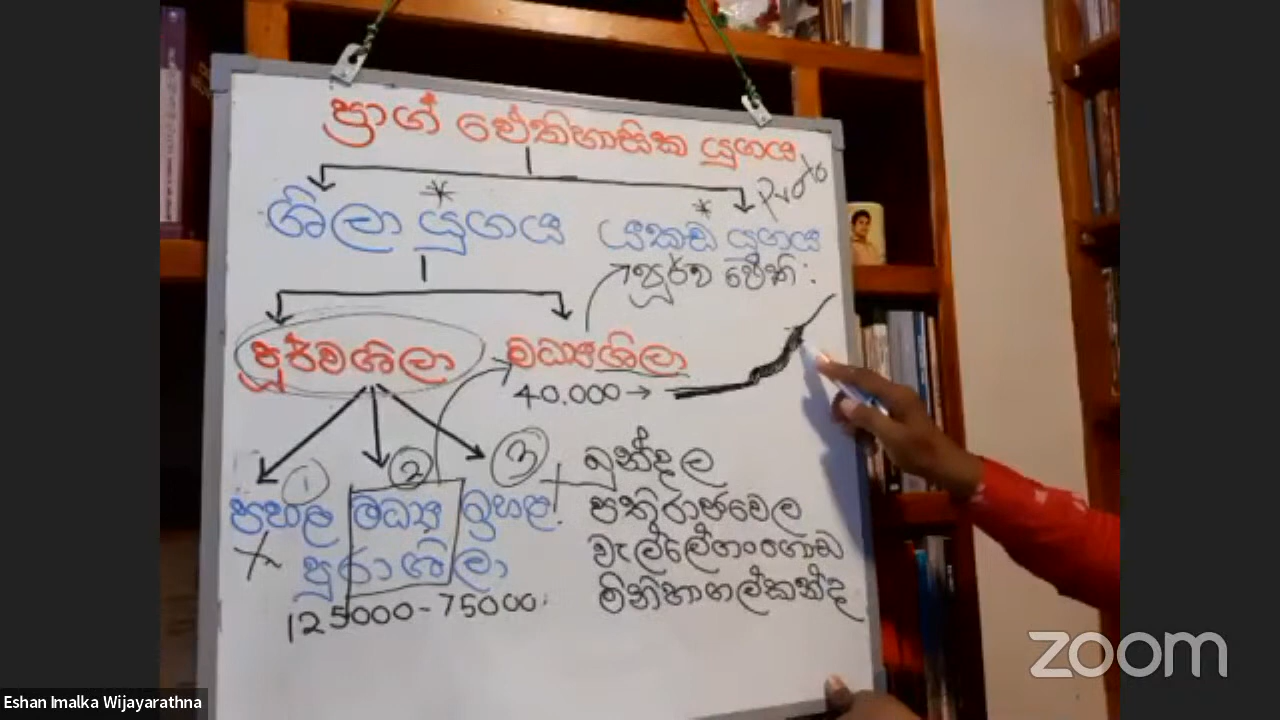 ප්‍රාග් ඓතිහාසික යුගය
Proto
ශිලා යුගය යකඩ යුගය
පූර්ව ඓති:
පූර්වශිලා මධ්‍යශිලා
40,000→
1 2 3
පහළ මධ්‍ය ඉහළ
පුරා ශිලා
125000-75000
බුන්දල
පතිරාජවෙල
වැල්ලේගංගොඩ
මිනිහාගල්කන්ද
Eshan Imalka Wijayarathna
zoom